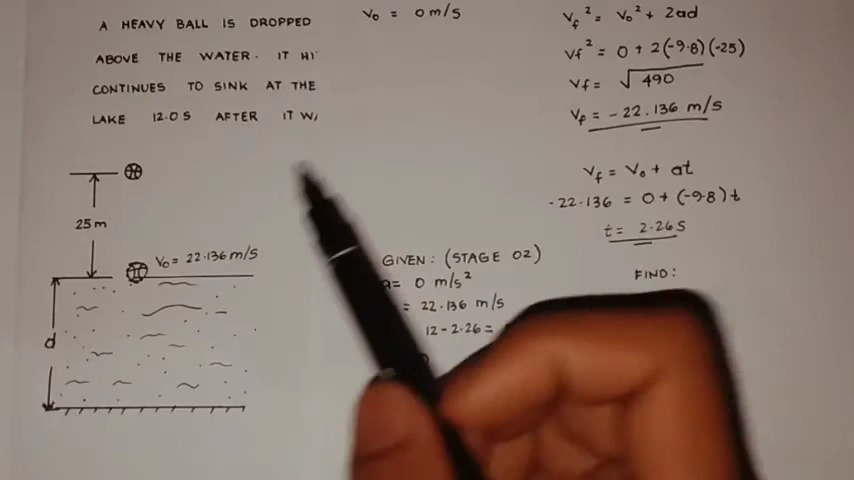 A HEAVY BALL IS DROPPED
ABOVE THE WATER. IT
CONTINUES TO SINK AT THE
LAKE 12.0 S AFTER IT
V₀ = 0 m/s
Vf² = V₀² + 2ad
Vf² = 0 + 2(-9.8)(-25)
Vf = √490
Vf = -22.136 m/s
Vf = V₀ + at
-22.136 = 0 + (-9.8)t
t = 2.26 S
25 m
V₀ = 22.136 m/s
d
GIVEN: (STAGE 02)
a = 0 m/s²
= 22.136 m/s
12 - 2.26 =
FIND: